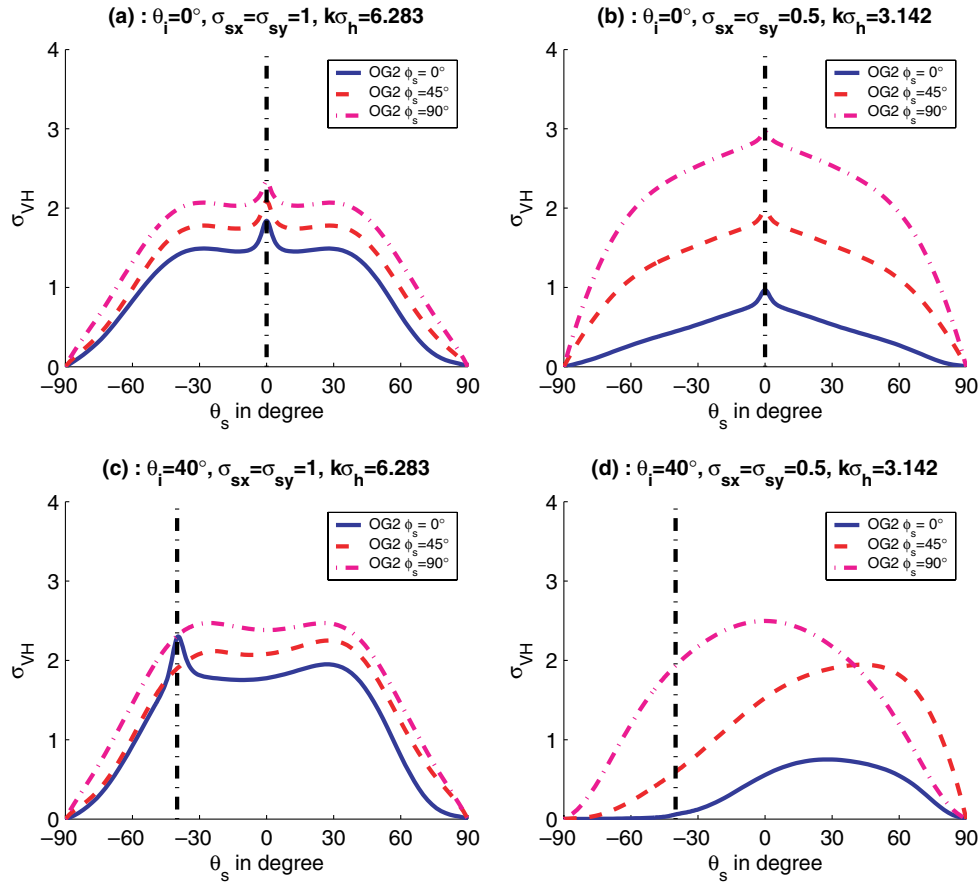 (a) : θi=0°, σsx=σsy=1, kσh=6.283
4
3
2
1
0
σVH
OG2 ϕs= 0°
OG2 ϕs=45°
OG2 ϕs=90°
−90 −60 −30 0 30 60 90
θs in degree
(b) : θi=0°, σsx=σsy=0.5, kσh=3.142
4
3
2
1
0
σVH
OG2 ϕs= 0°
OG2 ϕs=45°
OG2 ϕs=90°
−90 −60 −30 0 30 60 90
θs in degree
(c) : θi=40°, σsx=σsy=1, kσh=6.283
4
3
2
1
0
σVH
OG2 ϕs= 0°
OG2 ϕs=45°
OG2 ϕs=90°
−90 −60 −30 0 30 60 90
θs in degree
(d) : θi=40°, σsx=σsy=0.5, kσh=3.142
4
3
2
1
0
σVH
OG2 ϕs= 0°
OG2 ϕs=45°
OG2 ϕs=90°
−90 −60 −30 0 30 60 90
θs in degree